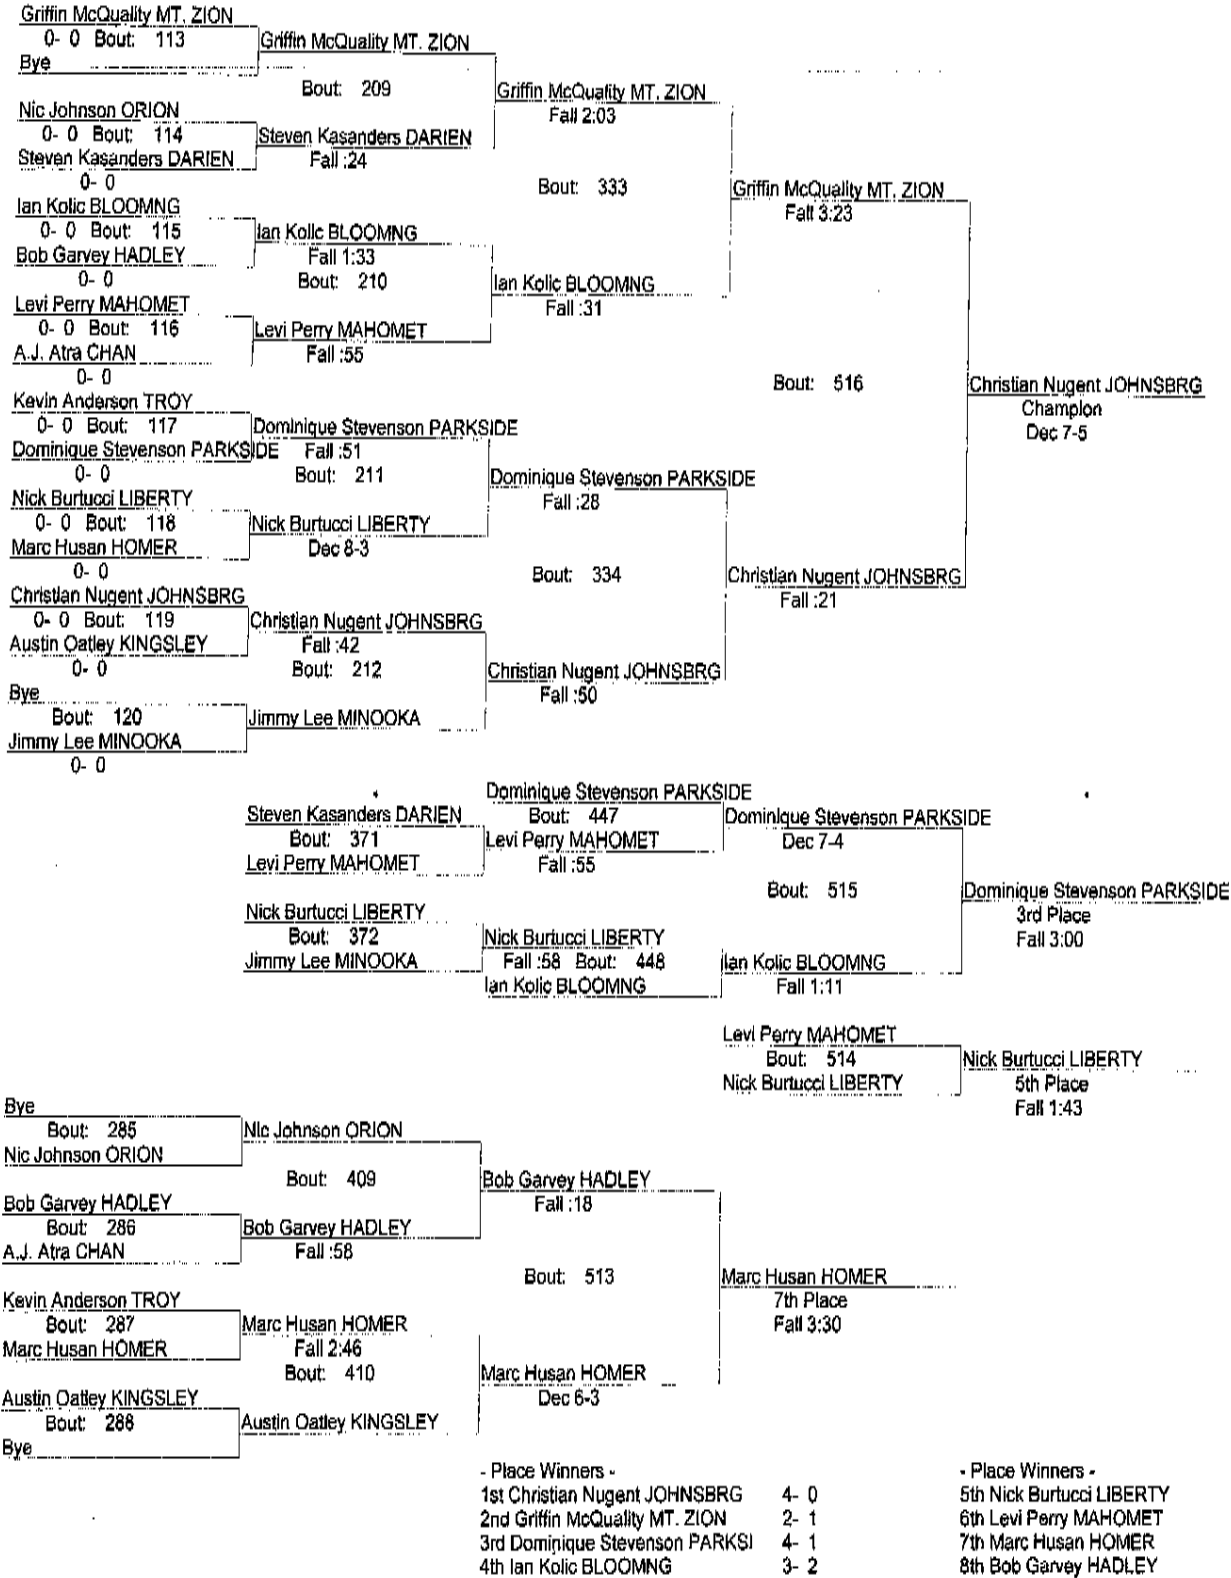 Griffin McQuality MT. ZION
0- 0 Bout: 113
Griffin McQuality MT. ZION
Bye
Bout: 209
Griffin McQuality MT. ZION
Fall 2:03
Nic Johnson ORION
0- 0 Bout: 114
Steven Kasanders DARIEN
Steven Kasanders DARIEN
Fall :24
0- 0
Bout: 333
Griffin McQuality MT. ZION
Fall 3:23
Ian Kolic BLOOMNG
0- 0 Bout: 115
Ian Kolic BLOOMNG
Bob Garvey HADLEY
Fall 1:33
0- 0
Bout: 210
Ian Kolic BLOOMNG
Fall :31
Levi Perry MAHOMET
0- 0 Bout: 116
Levi Perry MAHOMET
A.J. Atra CHAN
Fall :55
0- 0
Bout: 516
Christian Nugent JOHNSBRG
Champion
Dec 7-5
Kevin Anderson TROY
0- 0 Bout: 117
Dominique Stevenson PARKSIDE
Dominique Stevenson PARKSIDE
Fall :51
0- 0
Bout: 211
Dominique Stevenson PARKSIDE
Fall :28
Nick Burtucci LIBERTY
0- 0 Bout: 118
Nick Burtucci LIBERTY
Marc Husan HOMER
Dec 8-3
0- 0
Bout: 334
Christian Nugent JOHNSBRG
Fall :21
Christian Nugent JOHNSBRG
0- 0 Bout: 119
Christian Nugent JOHNSBRG
Austin Oatley KINGSLEY
Fall :42
0- 0
Bout: 212
Christian Nugent JOHNSBRG
Fall :50
Bye
Bout: 120
Jimmy Lee MINOOKA
Jimmy Lee MINOOKA
0- 0
Dominique Stevenson PARKSIDE
Steven Kasanders DARIEN
Bout: 447
Dominique Stevenson PARKSIDE
Bout: 371
Levi Perry MAHOMET
Dec 7-4
Levi Perry MAHOMET
Fall :55
Bout: 515
Dominique Stevenson PARKSIDE
3rd Place
Fall 3:00
Nick Burtucci LIBERTY
Bout: 372
Nick Burtucci LIBERTY
Jimmy Lee MINOOKA
Fall :58 Bout: 448
Ian Kolic BLOOMNG
Ian Kolic BLOOMNG
Fall 1:11
Levi Perry MAHOMET
Bout: 514
Nick Burtucci LIBERTY
Nick Burtucci LIBERTY
5th Place
Fall 1:43
Bye
Bout: 285
Nic Johnson ORION
Nic Johnson ORION
Bout: 409
Bob Garvey HADLEY
Fall :18
Bob Garvey HADLEY
Bout: 286
Bob Garvey HADLEY
A.J. Atra CHAN
Fall :58
Bout: 513
Marc Husan HOMER
7th Place
Fall 3:30
Kevin Anderson TROY
Bout: 287
Marc Husan HOMER
Marc Husan HOMER
Fall 2:46
Bout: 410
Marc Husan HOMER
Dec 6-3
Austin Oatley KINGSLEY
Bout: 288
Austin Oatley KINGSLEY
Bye
- Place Winners -
1st Christian Nugent JOHNSBRG 4- 0
2nd Griffin McQuality MT. ZION 2- 1
3rd Dominique Stevenson PARKSI 4- 1
4th Ian Kolic BLOOMNG 3- 2
- Place Winners -
5th Nick Burtucci LIBERTY
6th Levi Perry MAHOMET
7th Marc Husan HOMER
8th Bob Garvey HADLEY